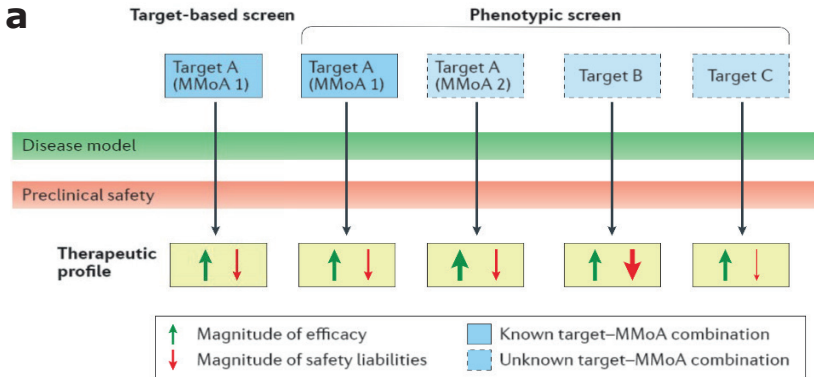 a
Target-based screen
Phenotypic screen
Target A
(MMoA 1)
Target A
(MMoA 1)
Target A
(MMoA 2)
Target B
Target C
Disease model
Preclinical safety
Therapeutic
profile
Magnitude of efficacy
Magnitude of safety liabilities
Known target–MMoA combination
Unknown target–MMoA combination